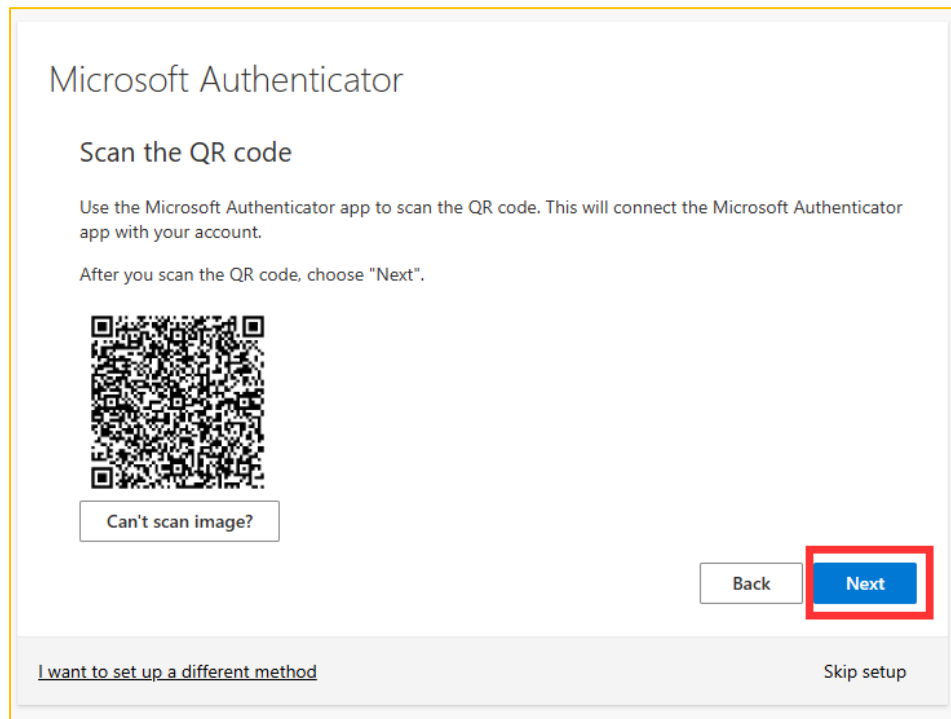 Microsoft Authenticator
Scan the QR code
Use the Microsoft Authenticator app to scan the QR code. This will connect the Microsoft Authenticator
app with your account.
After you scan the QR code, choose "Next".
Can't scan image?
Back
Next
I want to set up a different method
Skip setup